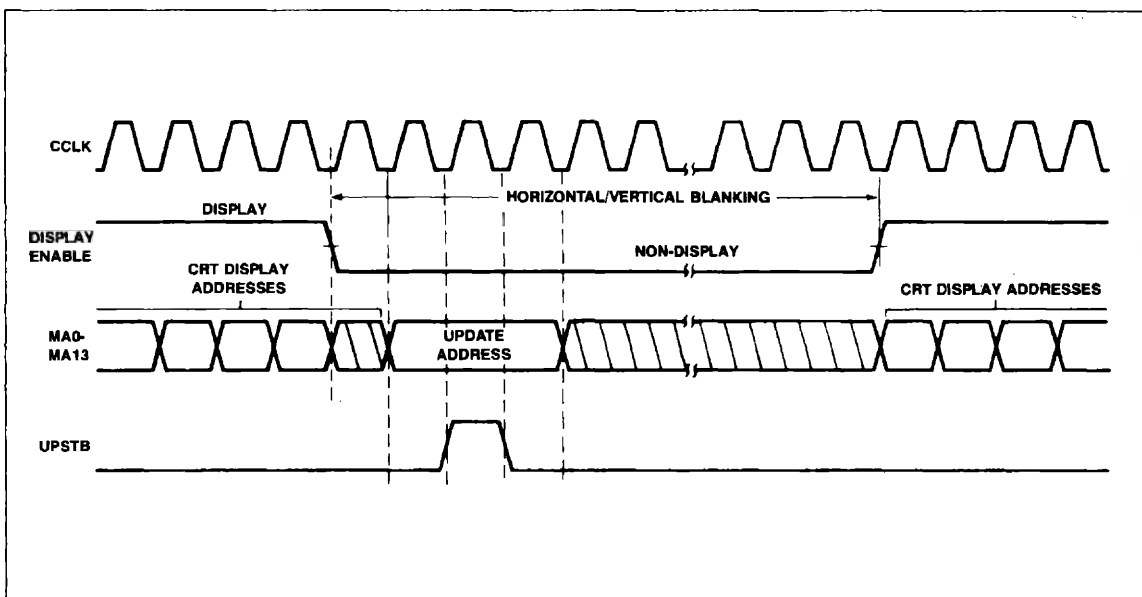 CCLK
HORIZONTAL/VERTICAL BLANKING
DISPLAY
DISPLAY
ENABLE
NON-DISPLAY
CRT DISPLAY
ADDRESSES
CRT DISPLAY ADDRESSES
MA0-
MA13
UPDATE
ADDRESS
UPSTB